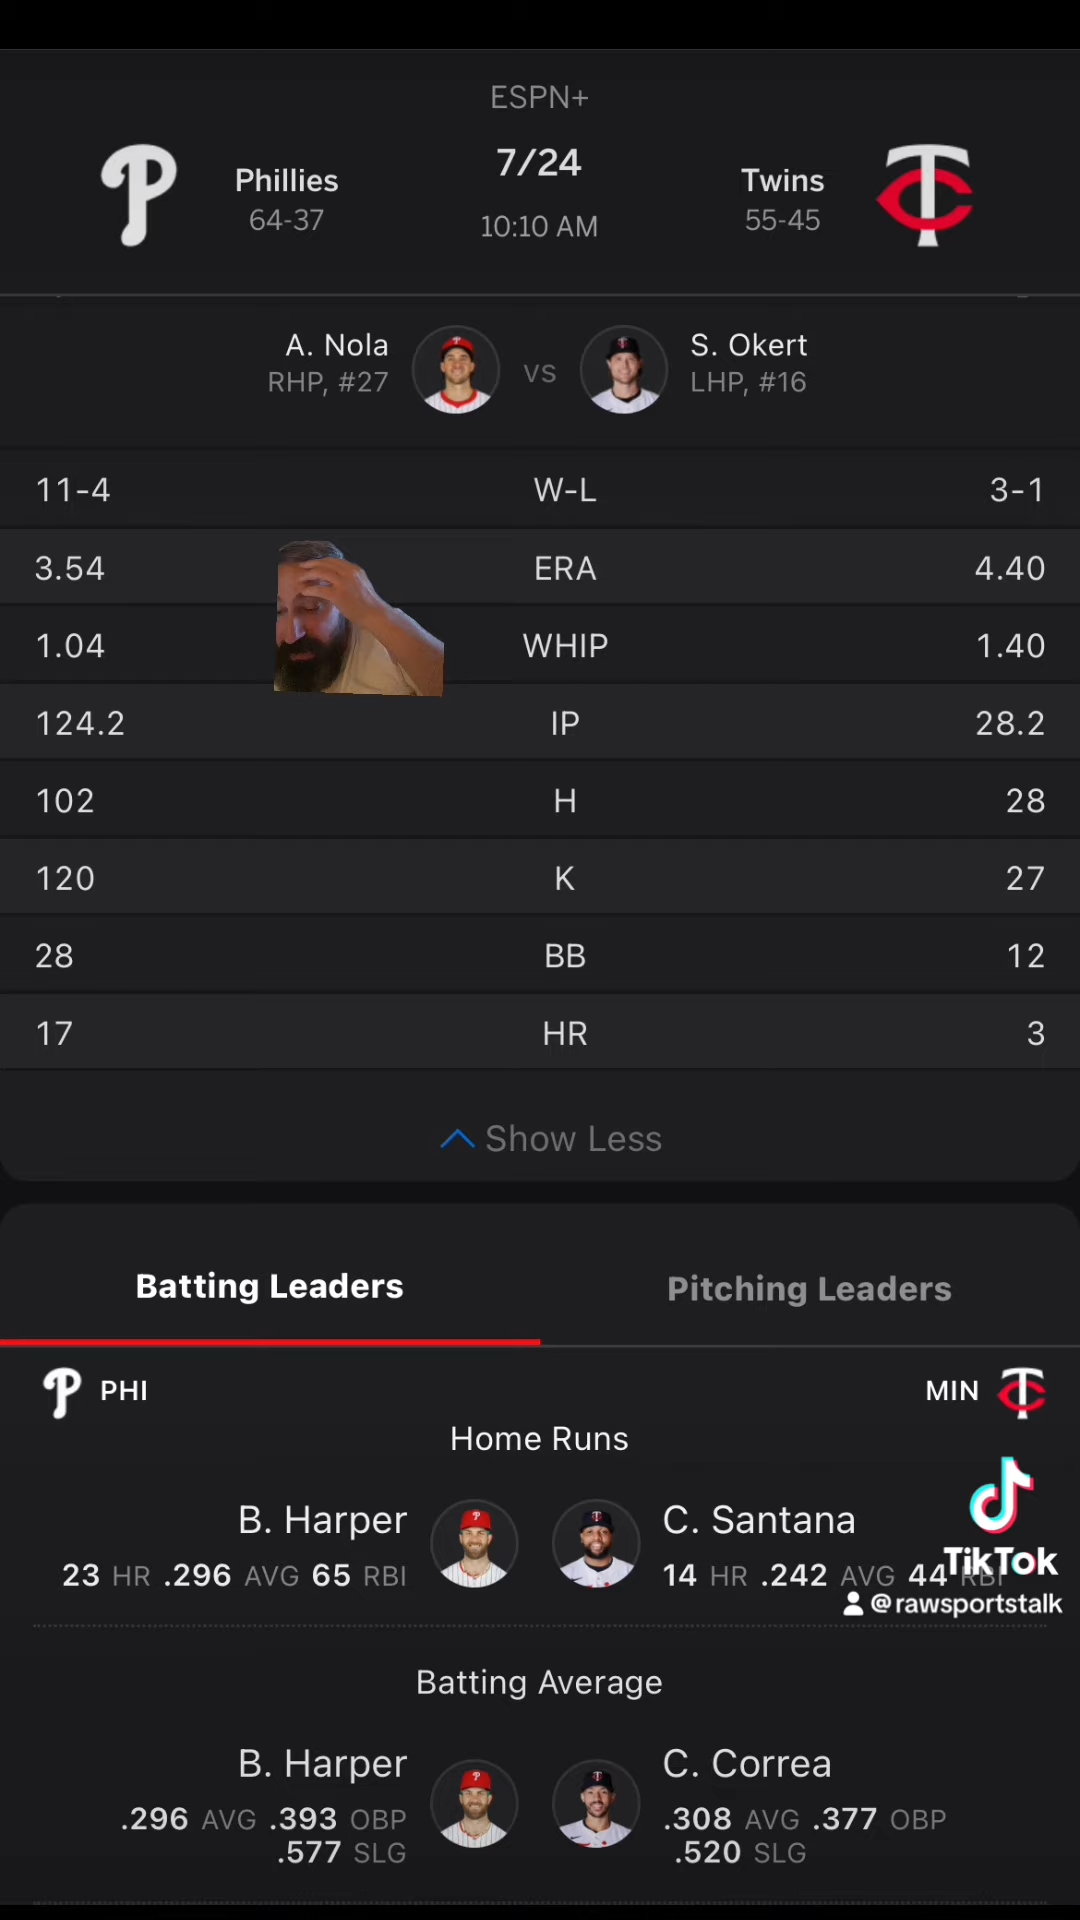 ESPN+
Phillies
64-37
7/24
10:10 AM
Twins
55-45
A. Nola
RHP, #27
vs
S. Okert
LHP, #16
11-4 W-L 3-1
3.54 ERA 4.40
1.04 WHIP 1.40
124.2 IP 28.2
102 H 28
120 K 27
28 BB 12
17 HR 3
Show Less
Batting Leaders
Pitching Leaders
PHI
MIN
Home Runs
B. Harper
23 HR .296 AVG 65 RBI
C. Santana
14 HR .242 AVG 44 RBI
TikTok
@rawsportstalk
Batting Average
B. Harper
.296 AVG .393 OBP
.577 SLG
C. Correa
.308 AVG .377 OBP
.520 SLG